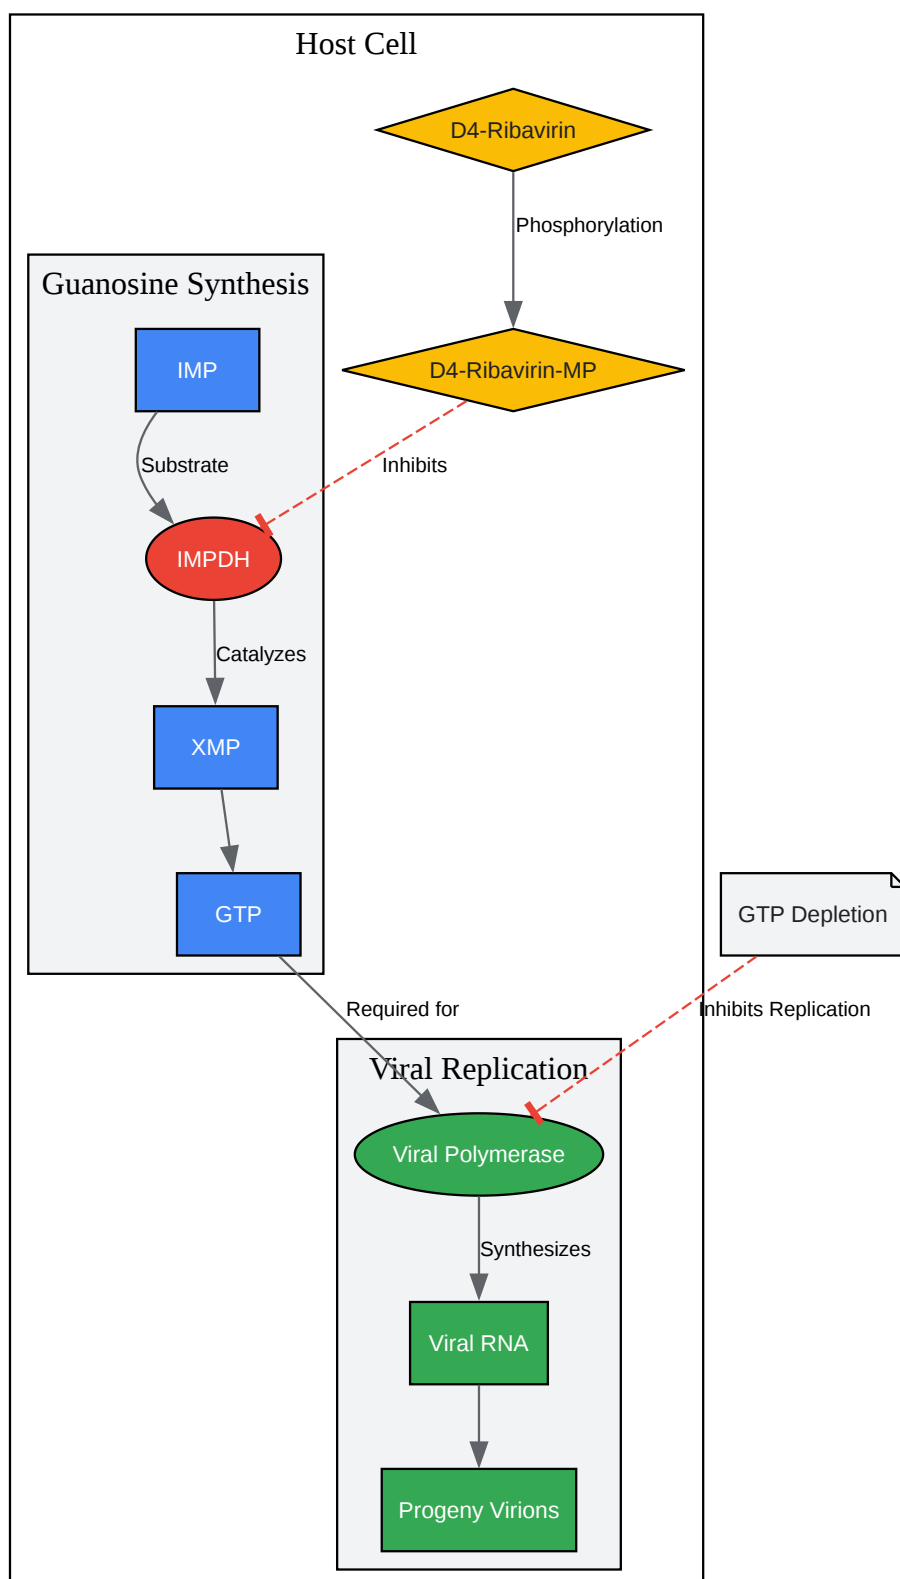 Host Cell
D4-Ribavirin
Phosphorylation
Guanosine Synthesis
IMP
D4-Ribavirin-MP
Substrate
Inhibits
IMPDH
Catalyzes
XMP
GTP
GTP Depletion
Required for
Inhibits Replication
Viral Replication
Viral Polymerase
Synthesizes
Viral RNA
Progeny Virions